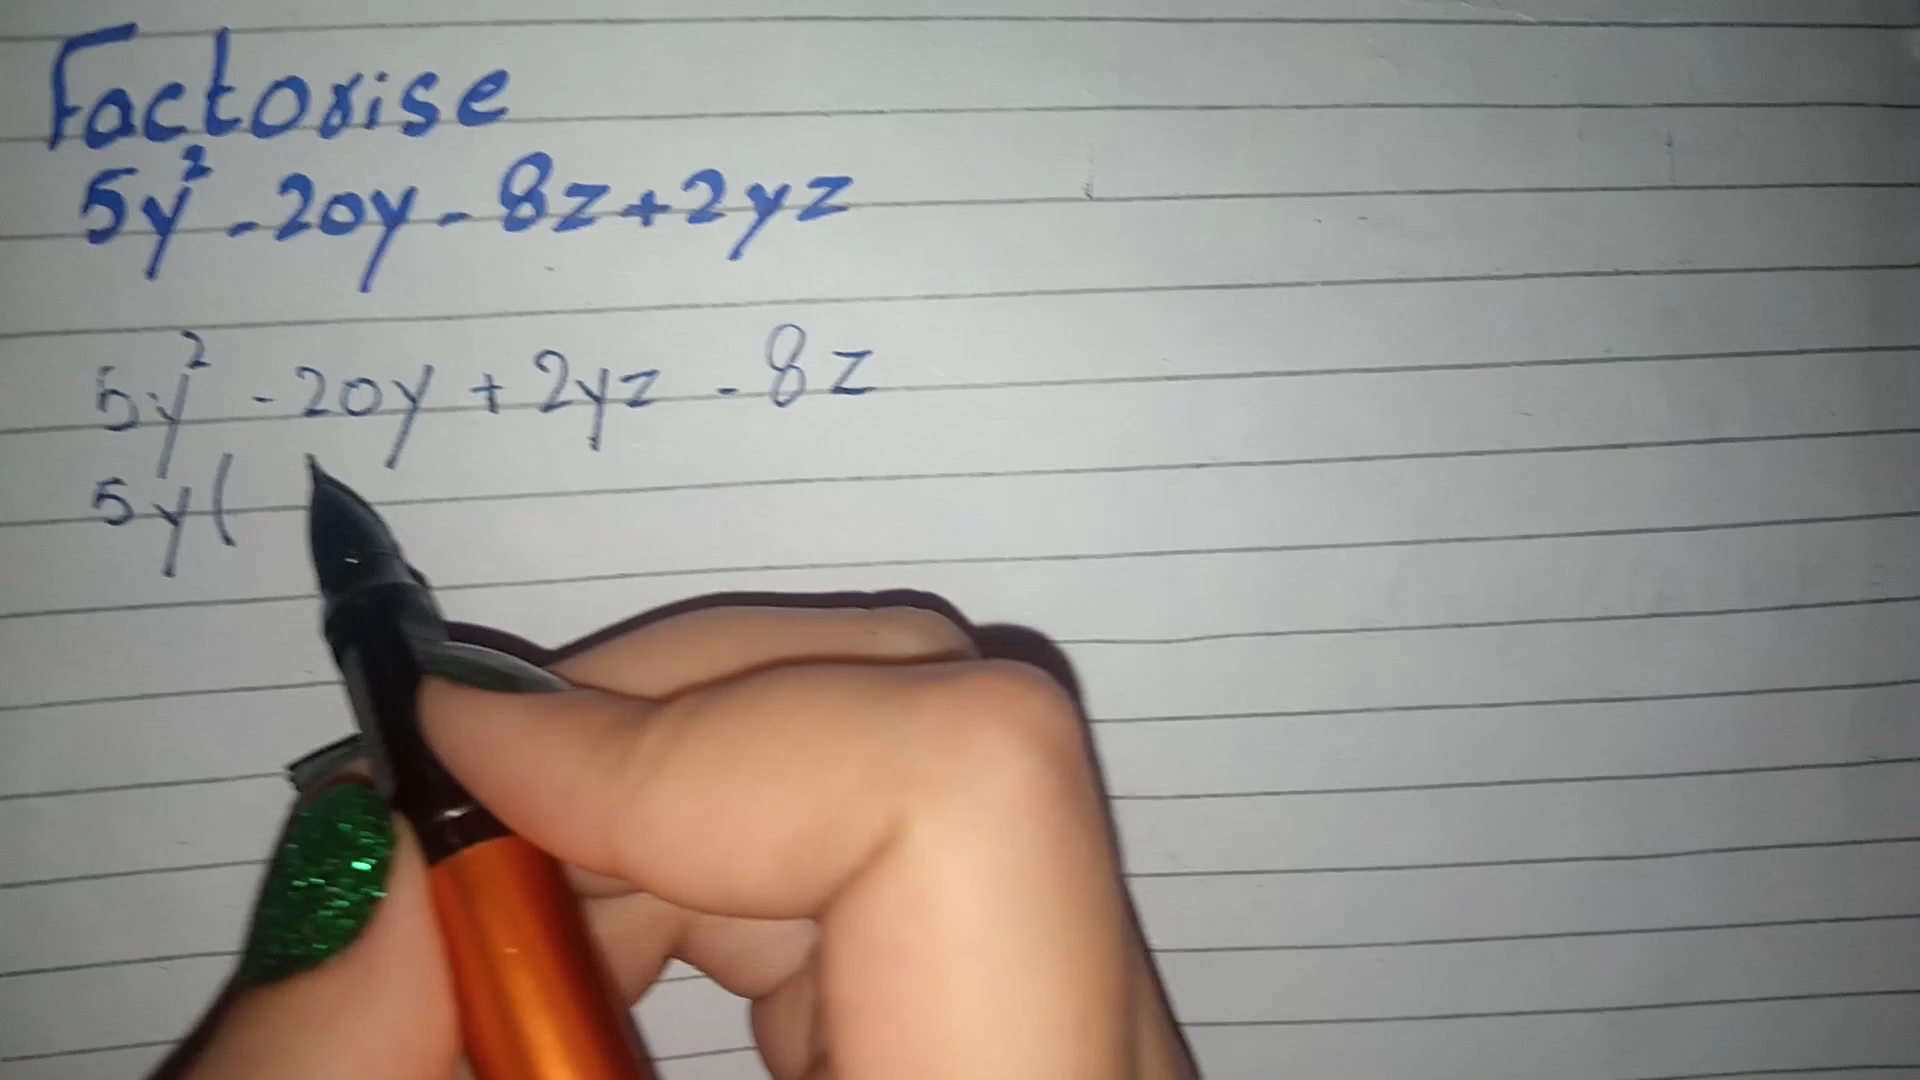 Factorise
5y² - 20y - 8z + 2yz
5y² - 20y + 2yz - 8z
5y(